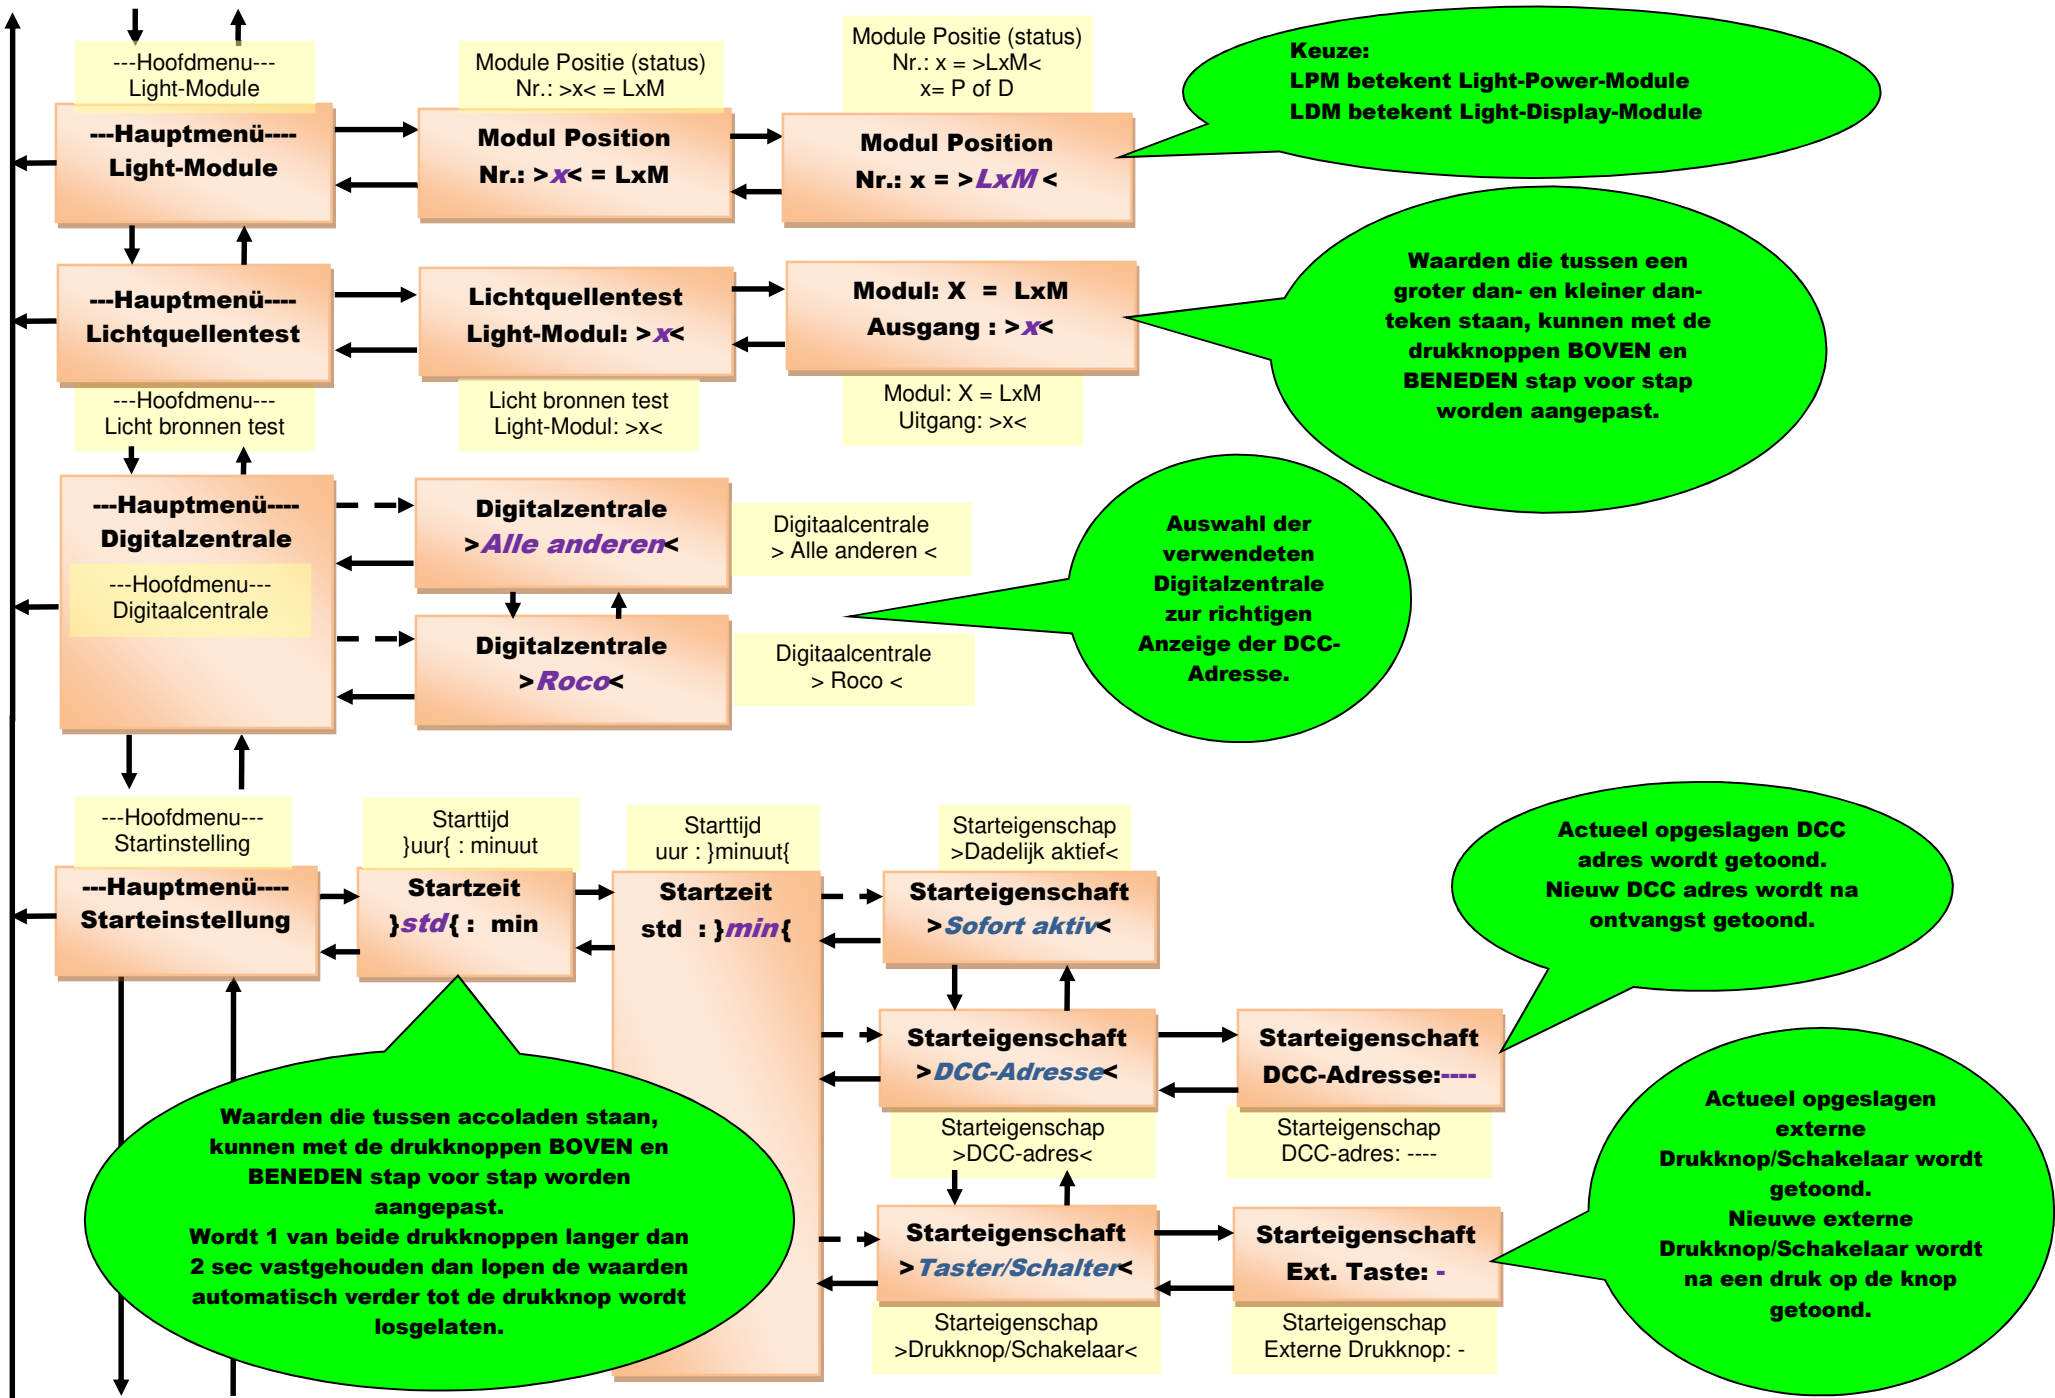 ---Hoofdmenu---
Light-Module
---Hauptmenü----
Light-Module
Module Positie (status)
Nr.: >x< = LxM
Modul Position
Nr.: >x< = LxM
Module Positie (status)
Nr.: x = >LxM<
x= P of D
Modul Position
Nr.: x = >LxM <
Keuze:
LPM betekent Light-Power-Module
LDM betekent Light-Display-Module
---Hauptmenü----
Lichtquellentest
---Hoofdmenu---
Licht bronnen test
Lichtquellentest
Light-Modul: >x<
Licht bronnen test
Light-Modul: >x<
Modul: X = LxM
Ausgang : >x<
Modul: X = LxM
Uitgang: >x<
Waarden die tussen een
groter dan- en kleiner dan-
teken staan, kunnen met de
drukknoppen BOVEN en
BENEDEN stap voor stap
worden aangepast.
---Hauptmenü----
Digitalzentrale
---Hoofdmenu---
Digitaalcentrale
Digitalzentrale
>Alle anderen<
Digitaalcentrale
> Alle anderen <
Digitalzentrale
>Roco<
Digitaalcentrale
> Roco <
Auswahl der
verwendeten
Digitalzentrale
zur richtigen
Anzeige der DCC-
Adresse.
---Hoofdmenu---
Startinstelling
---Hauptmenü----
Starteinstellung
Starttijd
}uur{ : minuut
Startzeit
}std{ : min
Starttijd
uur : }minuut{
Startzeit
std : }min{
Starteigenschap
>Dadelijk aktief<
Starteigenschaft
>Sofort aktiv<
Actueel opgeslagen DCC
adres wordt getoond.
Nieuw DCC adres wordt na
ontvangst getoond.
Starteigenschaft
>DCC-Adresse<
Starteigenschap
>DCC-adres<
Starteigenschaft
DCC-Adresse:----
Starteigenschap
DCC-adres: ----
Waarden die tussen accoladen staan,
kunnen met de drukknoppen BOVEN en
BENEDEN stap voor stap worden
aangepast.
Wordt 1 van beide drukknoppen langer dan
2 sec vastgehouden dan lopen de waarden
automatisch verder tot de drukknop wordt
losgelaten.
Starteigenschaft
>Taster/Schalter<
Starteigenschap
>Drukknop/Schakelaar<
Starteigenschaft
Ext. Taste: -
Starteigenschap
Externe Drukknop: -
Actueel opgeslagen
externe
Drukknop/Schakelaar wordt
getoond.
Nieuwe externe
Drukknop/Schakelaar wordt
na een druk op de knop
getoond.